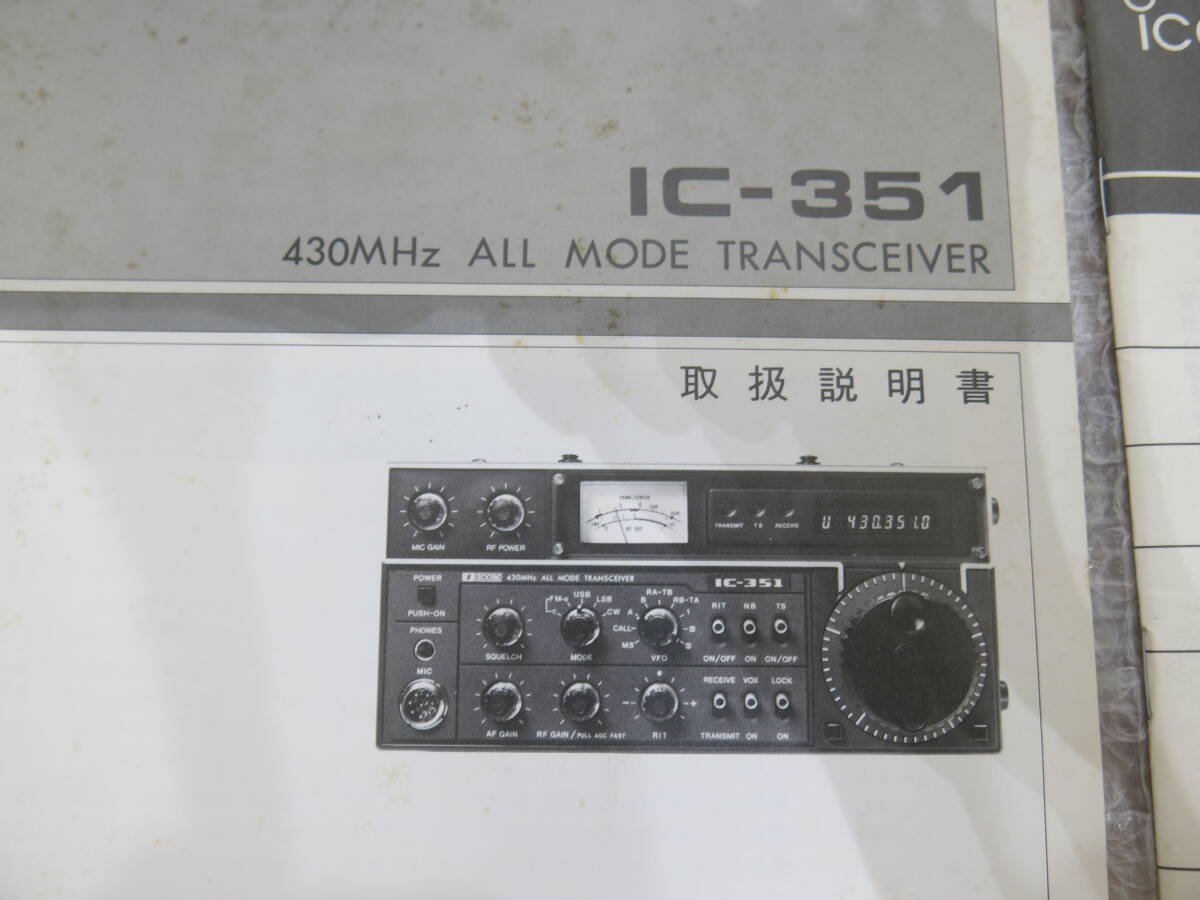 IC-351
430MHz ALL MODE TRANSCEIVER
取扱説明書
MIC GAIN
RF POWER
TRANSMIT TS RECEIVE
U 430.351.0
POWER
PUSH-ON
PHONES
MIC
ICOM 430MHz ALL MODE TRANSCEIVER
IC-351
FM-s USB LSB CW
SQUELCH
MODE
CALL A B RA-TB RB-TA 1
MS
VFO
RIT NB TS
ON/OFF ON ON/OFF
AF GAIN
RF GAIN/PULL AGC FAST
- +
RIT
RECEIVE VOX LOCK
TRANSMIT ON ON